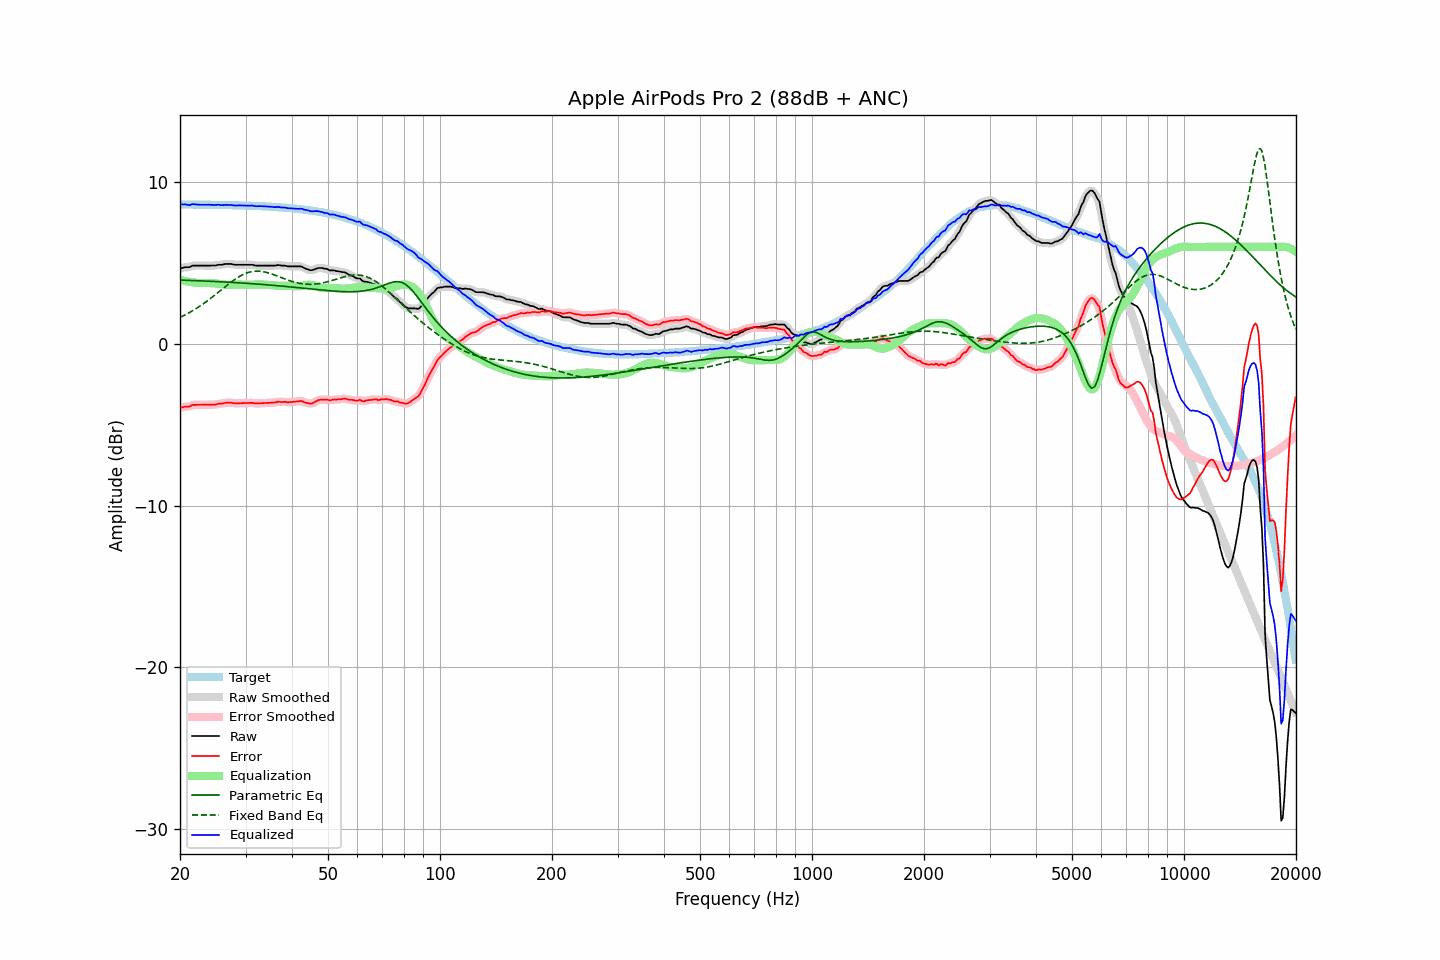 Apple AirPods Pro 2 (88dB + ANC)
10
0
−10
−20
−30
Amplitude (dBr)
Target
Raw Smoothed
Error Smoothed
Raw
Error
Equalization
Parametric Eq
Fixed Band Eq
Equalized
20 50 100 200 500 1000 2000 5000 10000 20000
Frequency (Hz)